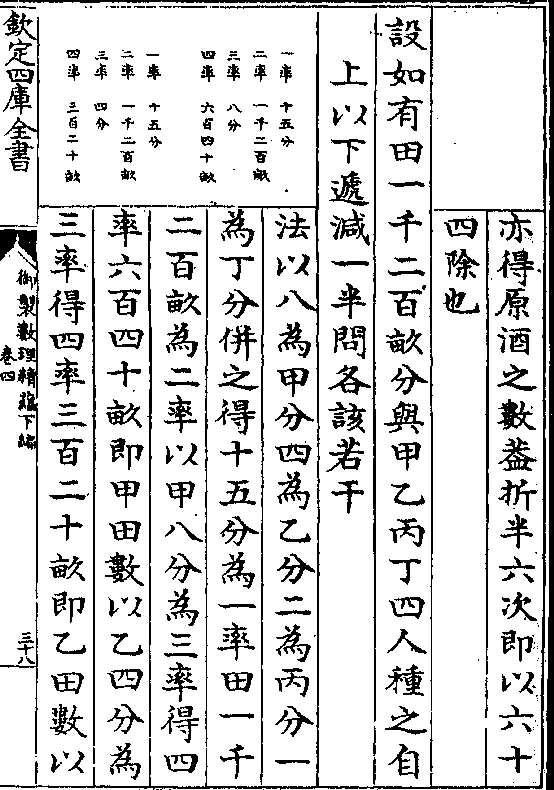 亦得原酒之數葢折半六次即以六十
四除也
設如有田一千二百畝分與甲乙丙丁四人種之自
上以下遞減一半問各該若干
一率　十五分
二率　一千二百畝
三率　八分
四率　六百四十畝
一率　十五分
二率　一千二百畝
三率　四分
四率　三百二十畝
法以八為甲分四為乙分二為丙分一
為丁分併之得十五分為一率田一千
二百畝為二率以甲八分為三率得四
率六百四十畝即甲田數以乙四分為
三率得四率三百二十畝即乙田數以
欽定四庫全書
御製數理精蘊下編
卷四
三十八